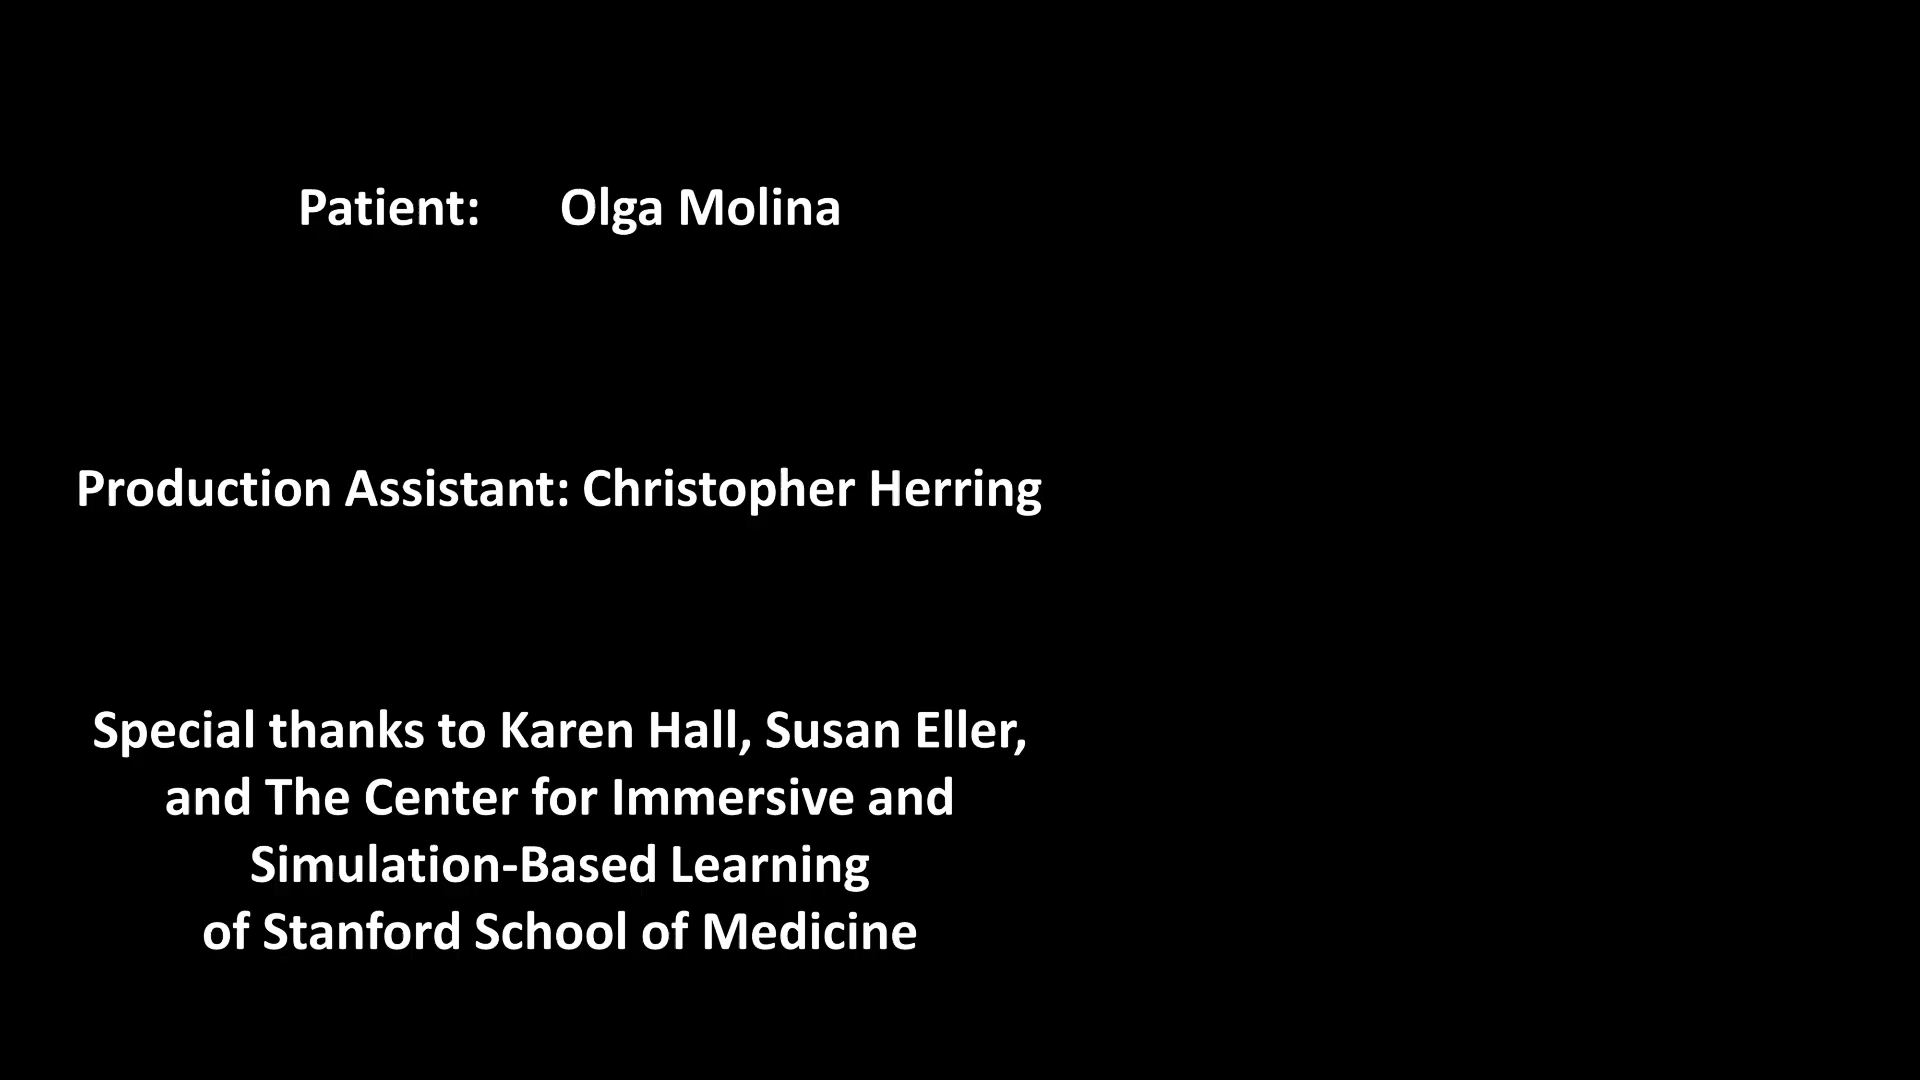 Patient: Olga Molina
Production Assistant: Christopher Herring
Special thanks to Karen Hall, Susan Eller,
and The Center for Immersive and
Simulation-Based Learning
of Stanford School of Medicine